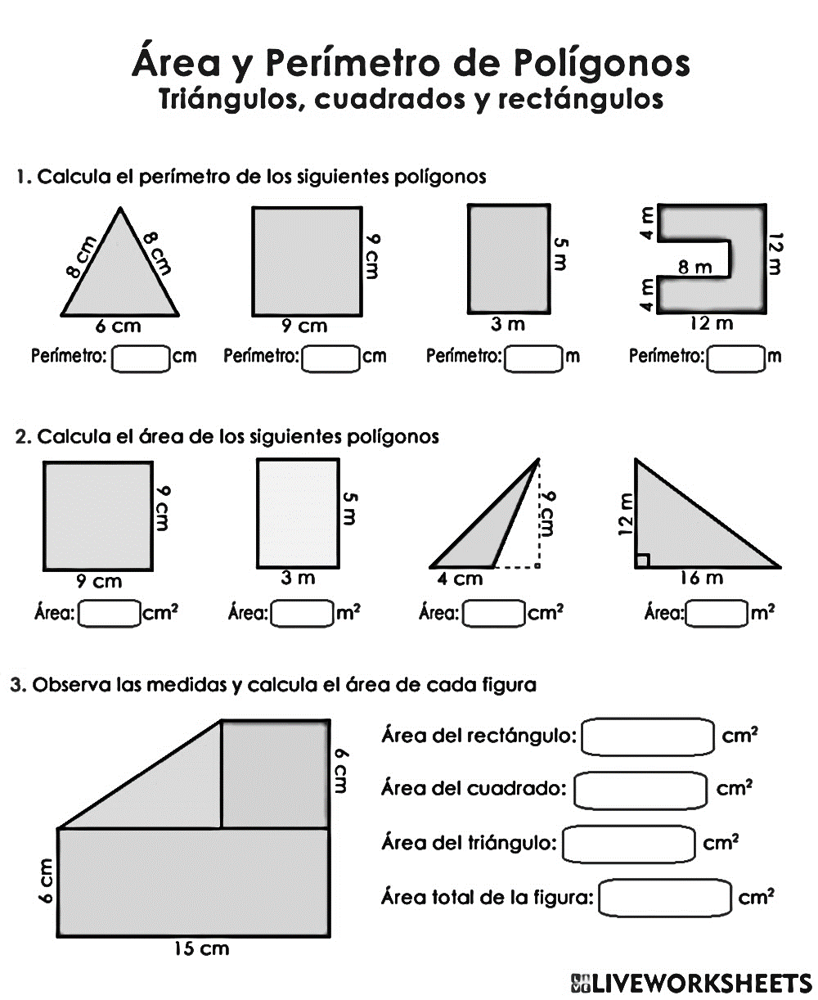 Área y Perímetro de Polígonos
Triángulos, cuadrados y rectángulos
1. Calcula el perímetro de los siguientes polígonos
8 cm
8 cm
6 cm
Perímetro: cm
9 cm
9 cm
Perímetro: cm
5 m
3 m
Perímetro: m
4 m
8 m
4 m
12 m
12 m
Perímetro: m
2. Calcula el área de los siguientes polígonos
9 cm
9 cm
Área: cm²
5 m
3 m
Área: m²
9 cm
4 cm
Área: cm²
12 m
16 m
Área: m²
3. Observa las medidas y calcula el área de cada figura
6 cm
6 cm
15 cm
Área del rectángulo: cm²
Área del cuadrado: cm²
Área del triángulo: cm²
Área total de la figura: cm²
LIVEWORKSHEETS